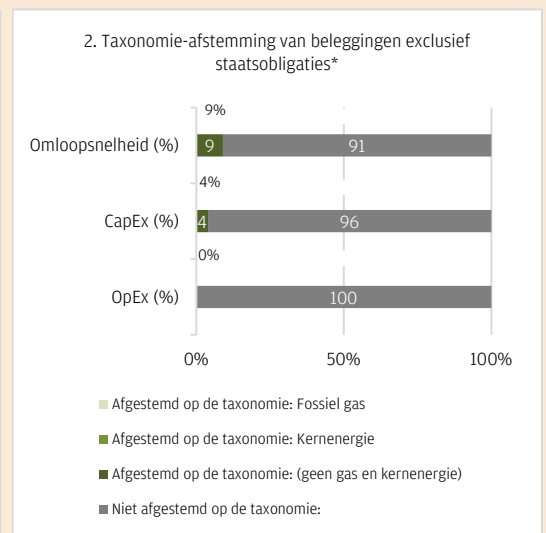 2. Taxonomie-afstemming van beleggingen exclusief
staatsobligaties*
9%
Omloopsnelheid (%) 9 91
4%
CapEx (%) 4 96
0%
OpEx (%) 100
0% 50% 100%
Afgestemd op de taxonomie: Fossiel gas
Afgestemd op de taxonomie: Kernenergie
Afgestemd op de taxonomie: (geen gas en kernenergie)
Niet afgestemd op de taxonomie: